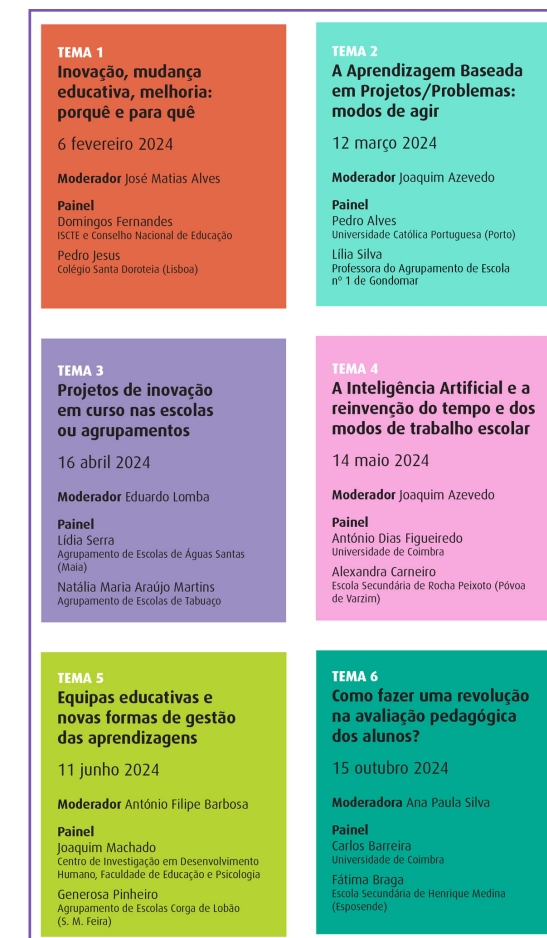 TEMA 1
Inovação, mudança
educativa, melhoria:
porquê e para quê
6 fevereiro 2024
Moderador José Matias Alves
Painel
Domingos Fernandes
ISCTE e Conselho Nacional de Educação
Pedro Jesus
Colégio Santa Doroteia (Lisboa)
TEMA 2
A Aprendizagem Baseada
em Projetos/Problemas:
modos de agir
12 março 2024
Moderador Joaquim Azevedo
Painel
Pedro Alves
Universidade Católica Portuguesa (Porto)
Lília Silva
Professora do Agrupamento de Escola
nº 1 de Gondomar
TEMA 3
Projetos de inovação
em curso nas escolas
ou agrupamentos
16 abril 2024
Moderador Eduardo Lomba
Painel
Lídia Serra
Agrupamento de Escolas de Águas Santas
(Maia)
Natália Maria Araújo Martins
Agrupamento de Escolas de Tabuaço
TEMA 4
A Inteligência Artificial e a
reinvenção do tempo e dos
modos de trabalho escolar
14 maio 2024
Moderador Joaquim Azevedo
Painel
António Dias Figueiredo
Universidade de Coimbra
Alexandra Carneiro
Escola Secundária de Rocha Peixoto (Póvoa
de Varzim)
TEMA 5
Equipas educativas e
novas formas de gestão
das aprendizagens
11 junho 2024
Moderador António Filipe Barbosa
Painel
Joaquim Machado
Centro de Investigação em Desenvolvimento
Humano, Faculdade de Educação e Psicologia
Generosa Pinheiro
Agrupamento de Escolas Corga de Lobão
(S. M. Feira)
TEMA 6
Como fazer uma revolução
na avaliação pedagógica
dos alunos?
15 outubro 2024
Moderadora Ana Paula Silva
Painel
Carlos Barreira
Universidade de Coimbra
Fátima Braga
Escola Secundária de Henrique Medina
(Esposende)